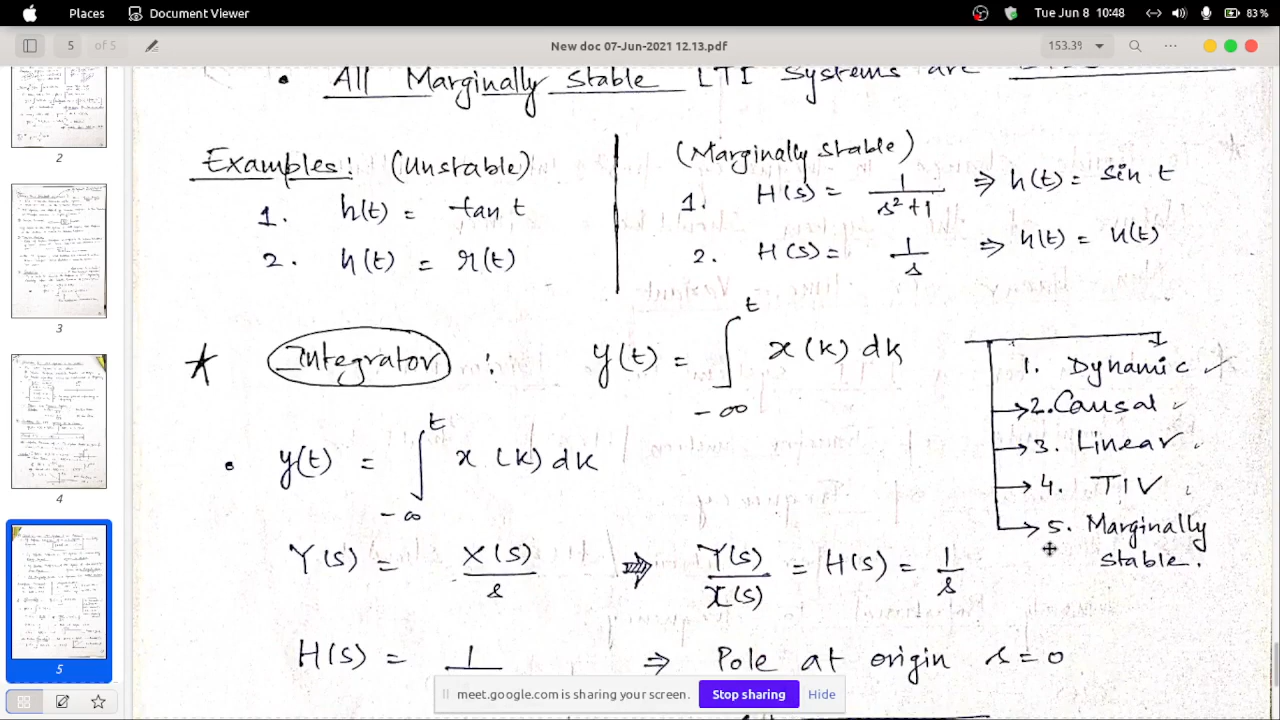 Places Document Viewer Tue Jun 8 10:48 83 %
5 of 5 New doc 07-Jun-2021 12.13.pdf 153.39
• All Marginally stable LTI Systems are
Examples: (Unstable)
1. h(t) = tan t
2. h(t) = r(t)
(Marginally stable)
1. H(s) = 1/(s²+1) ⇒ h(t) = sin t
2. H(s) = 1/s ⇒ h(t) = u(t)
★ Integrator : y(t) = ∫_{-∞}^{t} x(k) dk
1. Dynamic
→ 2. Causal
→ 3. Linear
→ 4. TIV
→ 5. Marginally
stable.
• y(t) = ∫_{-∞}^{t} x(k) dk
Y(s) = X(s)/s ⇒ Y(s)/X(s) = H(s) = 1/s
H(s) = 1 ⇒ Pole at origin s = 0
meet.google.com is sharing your screen. Stop sharing Hide
2
3
4
5